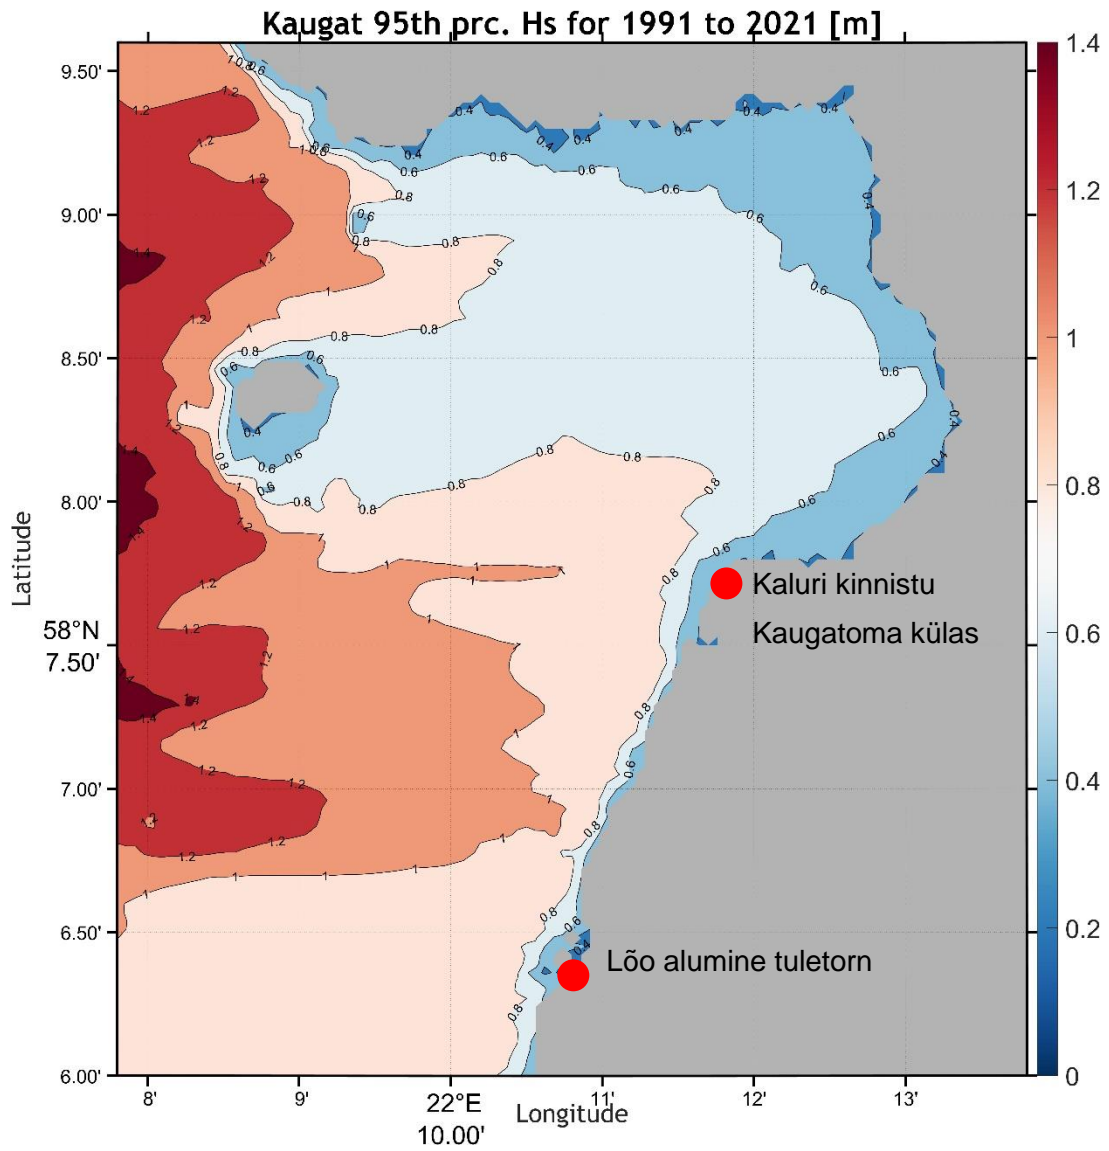 Kaugat 95th prc. Hs for 1991 to 2021 [m]
9.50'
9.00'
8.50'
8.00'
58°N
7.50'
7.00'
6.50'
6.00'
Latitude
8'
9'
22°E
10.00'
11'
12'
13'
Longitude
Kaluri kinnistu
Kaugatoma külas
Lõo alumine tuletorn
1.4
1.2
1
0.8
0.6
0.4
0.2
0